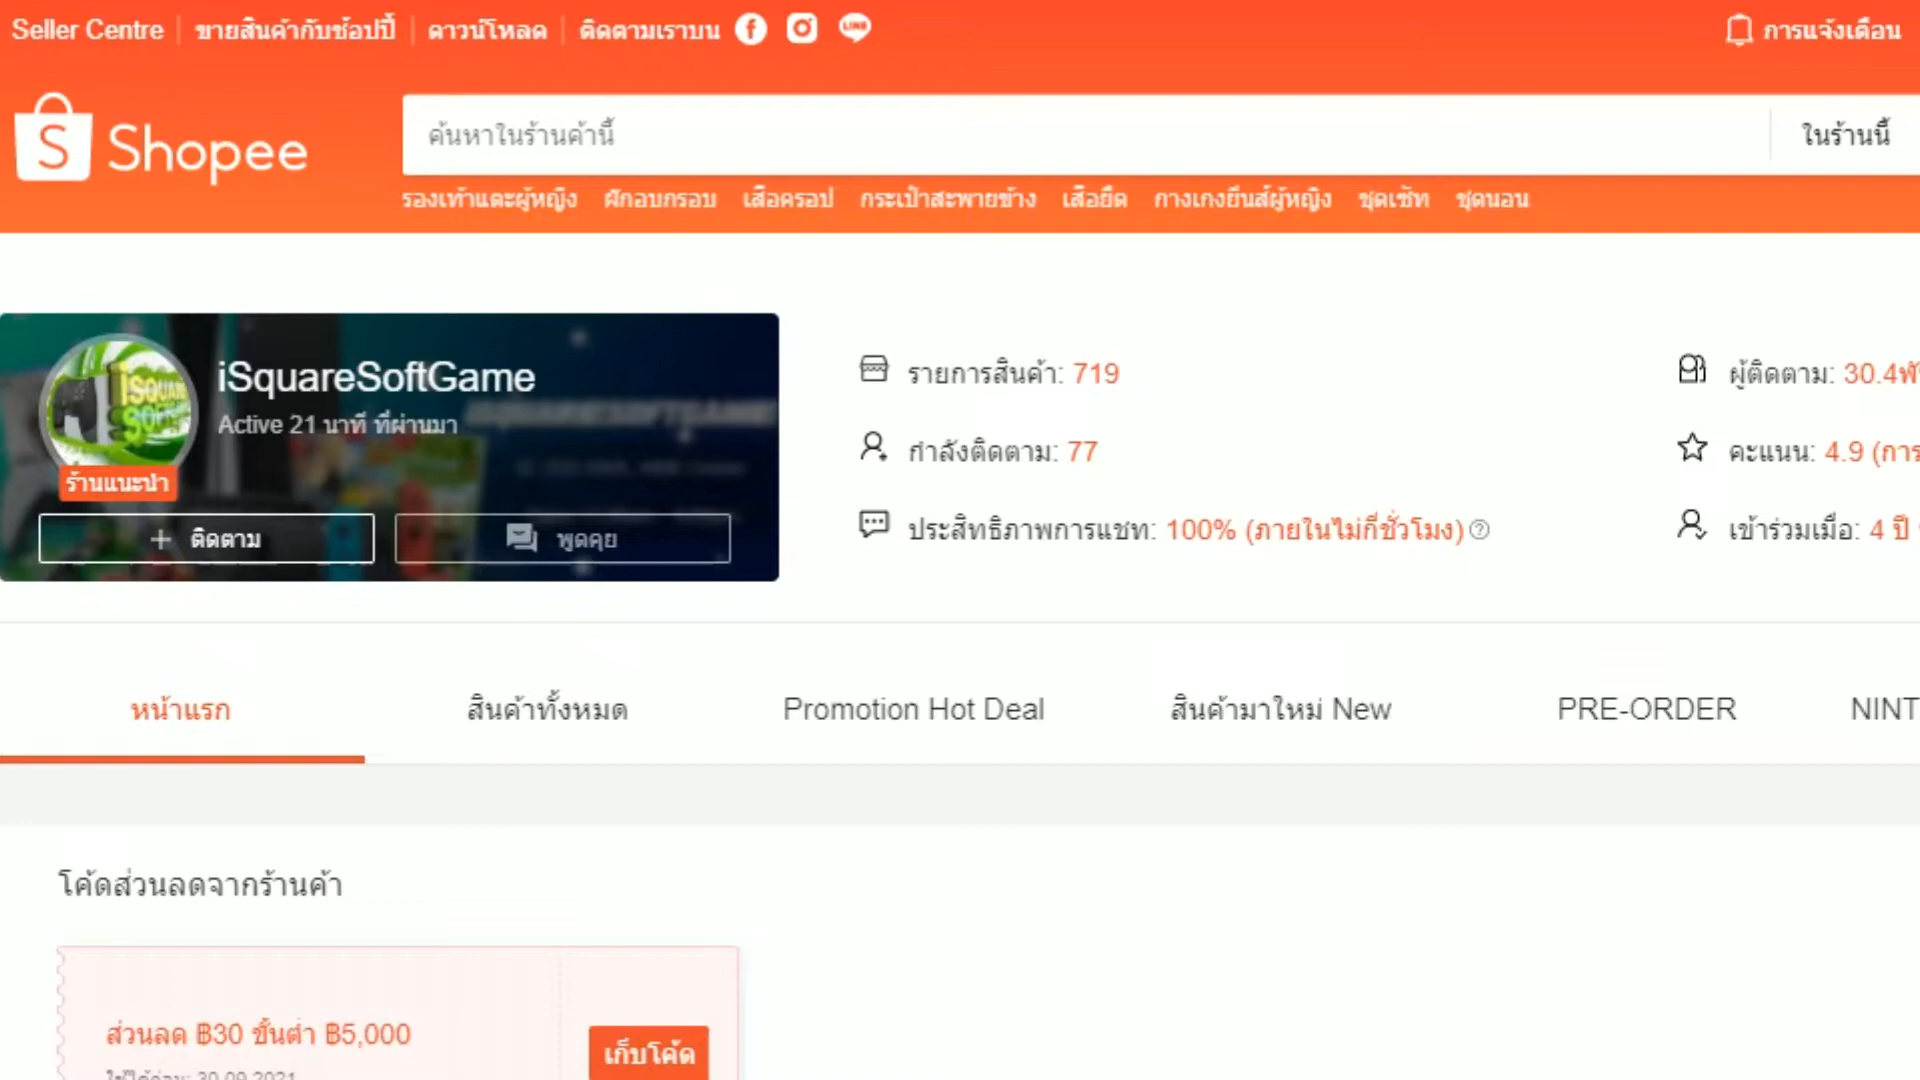 Seller Centre ขายสินค้ากับช้อปปี้ ดาวน์โหลด ติดตามเราบน การแจ้งเตือน
Shopee
ค้นหาในร้านค้านี้ ในร้านนี้
รองเท้าแตะผู้หญิง ผักอบกรอบ เสื้อครอป กระเป๋าสะพายข้าง เสื้อยืด กางเกงยีนส์ผู้หญิง ชุดเซ้ท ชุดนอน
iSquareSoftGame
Active 21 นาที ที่ผ่านมา
ร้านแนะนำ
ติดตาม พูดคุย
รายการสินค้า: 719
กำลังติดตาม: 77
ประสิทธิภาพการแชท: 100% (ภายในไม่กี่ชั่วโมง)
ผู้ติดตาม: 30.4พั
คะแนน: 4.9 (การ
เข้าร่วมเมื่อ: 4 ปี
หน้าแรก สินค้าทั้งหมด Promotion Hot Deal สินค้ามาใหม่ New PRE-ORDER NINT
โค้ดส่วนลดจากร้านค้า
ส่วนลด ฿30 ขั้นต่ำ ฿5,000
เก็บโค้ด